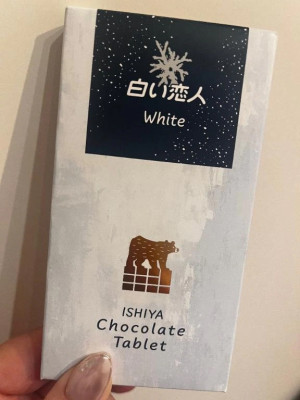 白い恋人
White
ISHIYA
Chocolate
Tablet